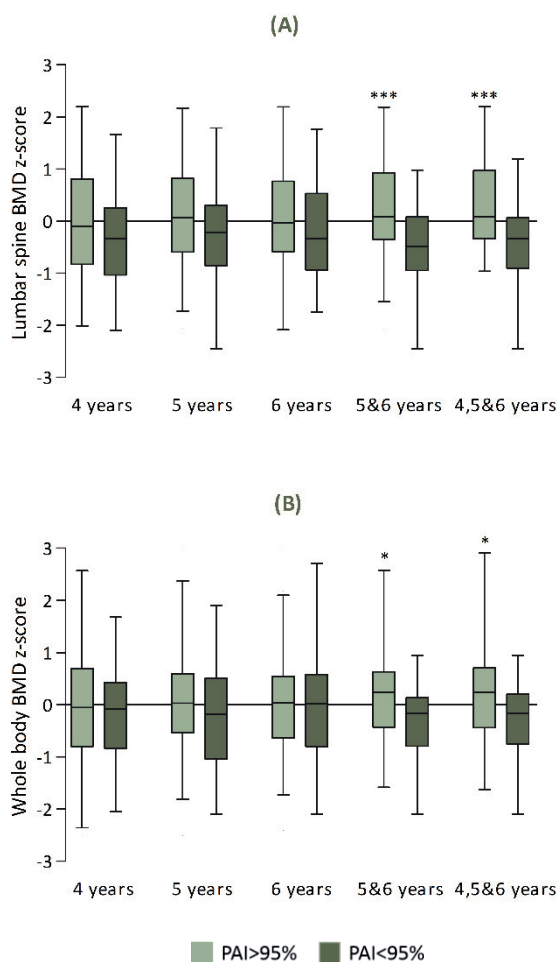 (A)
Lumbar spine BMD z-score
3
2
1
0
-1
-2
-3
*** ***
4 years 5 years 6 years 5&6 years 4,5&6 years
(B)
Whole body BMD z-score
3
2
1
0
-1
-2
-3
* *
4 years 5 years 6 years 5&6 years 4,5&6 years
PAI>95% PAI<95%